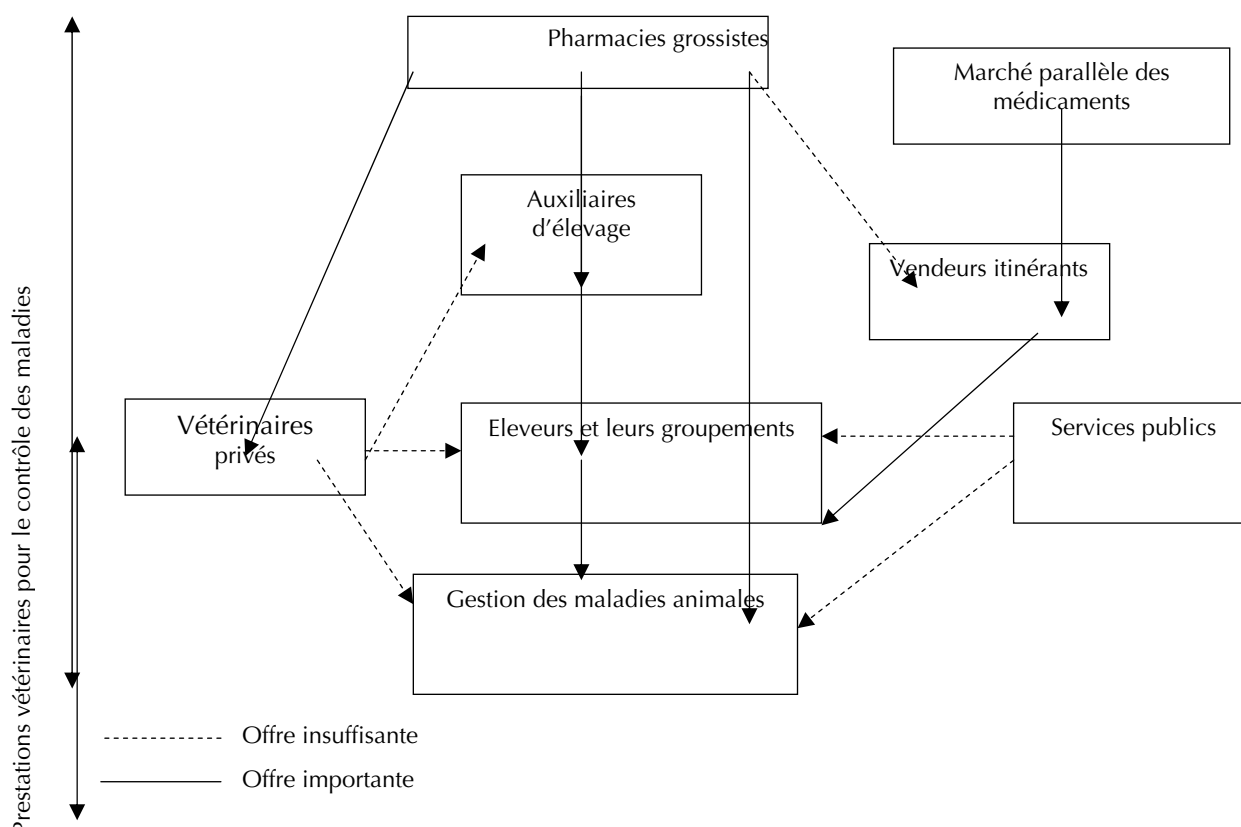 Pharmacies grossistes
Marché parallèle des
médicaments
Auxiliaires
d'élevage
Vendeurs itinérants
Vétérinaires
privés
Eleveurs et leurs groupements
Services publics
Gestion des maladies animales
Prestations vétérinaires pour le contrôle des maladies
Offre insuffisante
Offre importante